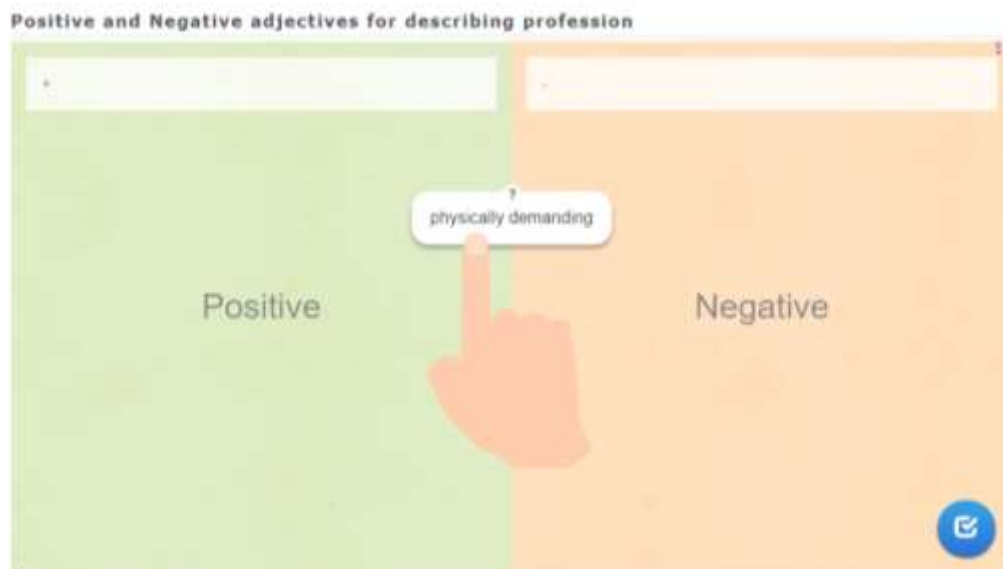 Positive and Negative adjectives for describing profession
+
-
?
physically demanding
Positive
Negative